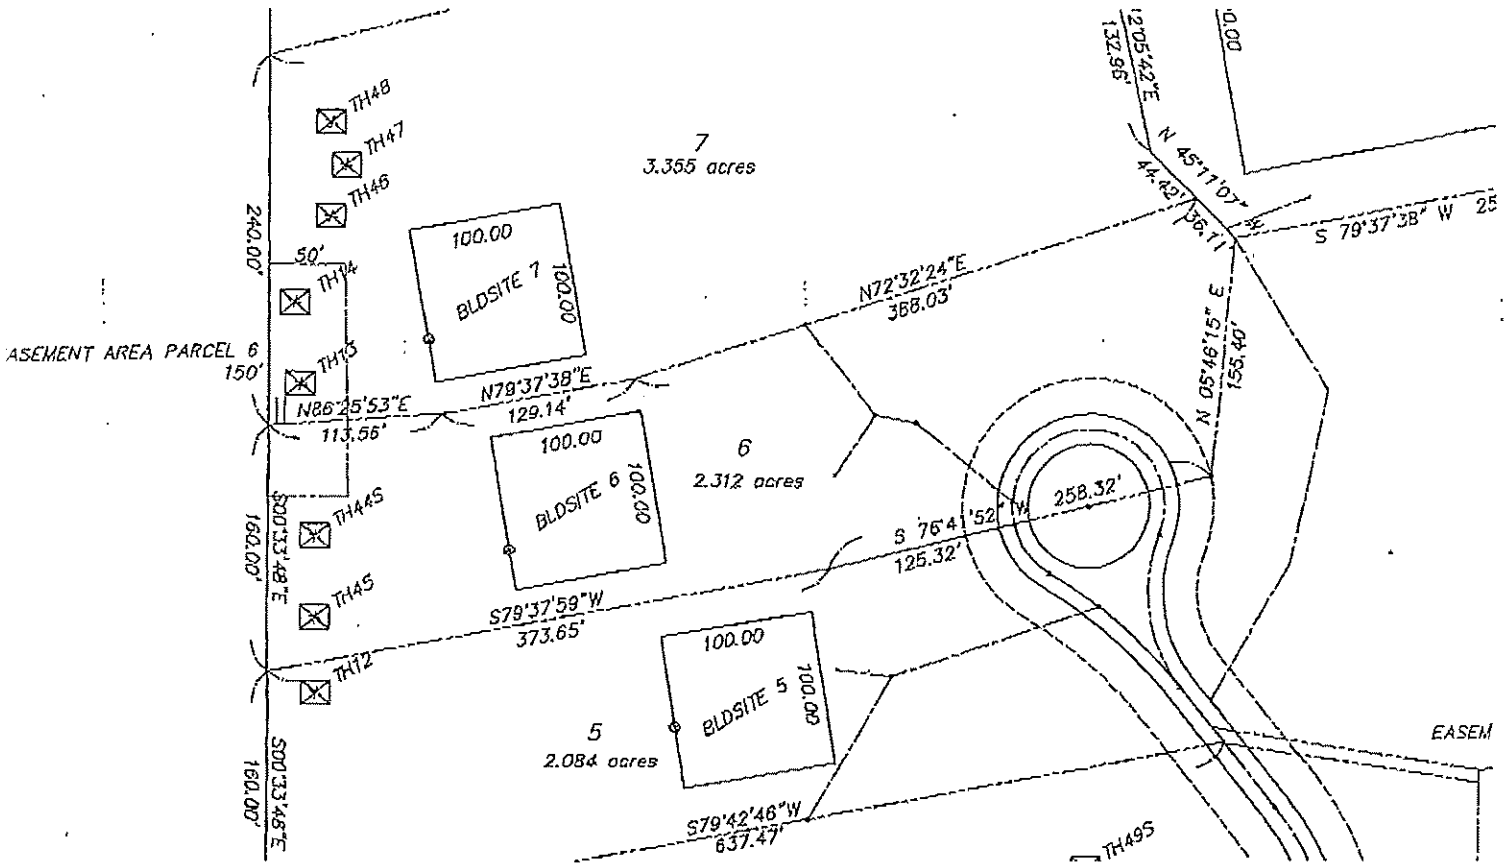 12°05'42"E
132.96'
0.00
TH48
TH47
TH46
7
3.355 acres
N 45°11'07" W
44.42'
36.11'
S 79°37'38" W 25
240.00'
50'
TH14
100.00
BLDSITE 7
100.00
N72°32'24"E
368.03'
N 05°46'15" E
155.40'
ASEMENT AREA PARCEL 6
150'
TH13
N86°25'53"E
113.56'
N79°37'38"E
129.14'
100.00
BLDSITE 6
100.00
6
2.312 acres
S 76°41'52" W
258.32'
125.32'
S00°33'48"E
160.00'
TH44S
TH45
S79°37'59"W
373.65'
TH12
100.00
BLDSITE 5
100.00
5
2.084 acres
S00°33'48"E
160.00'
EASEM
S79°42'46"W
637.47'
TH49S